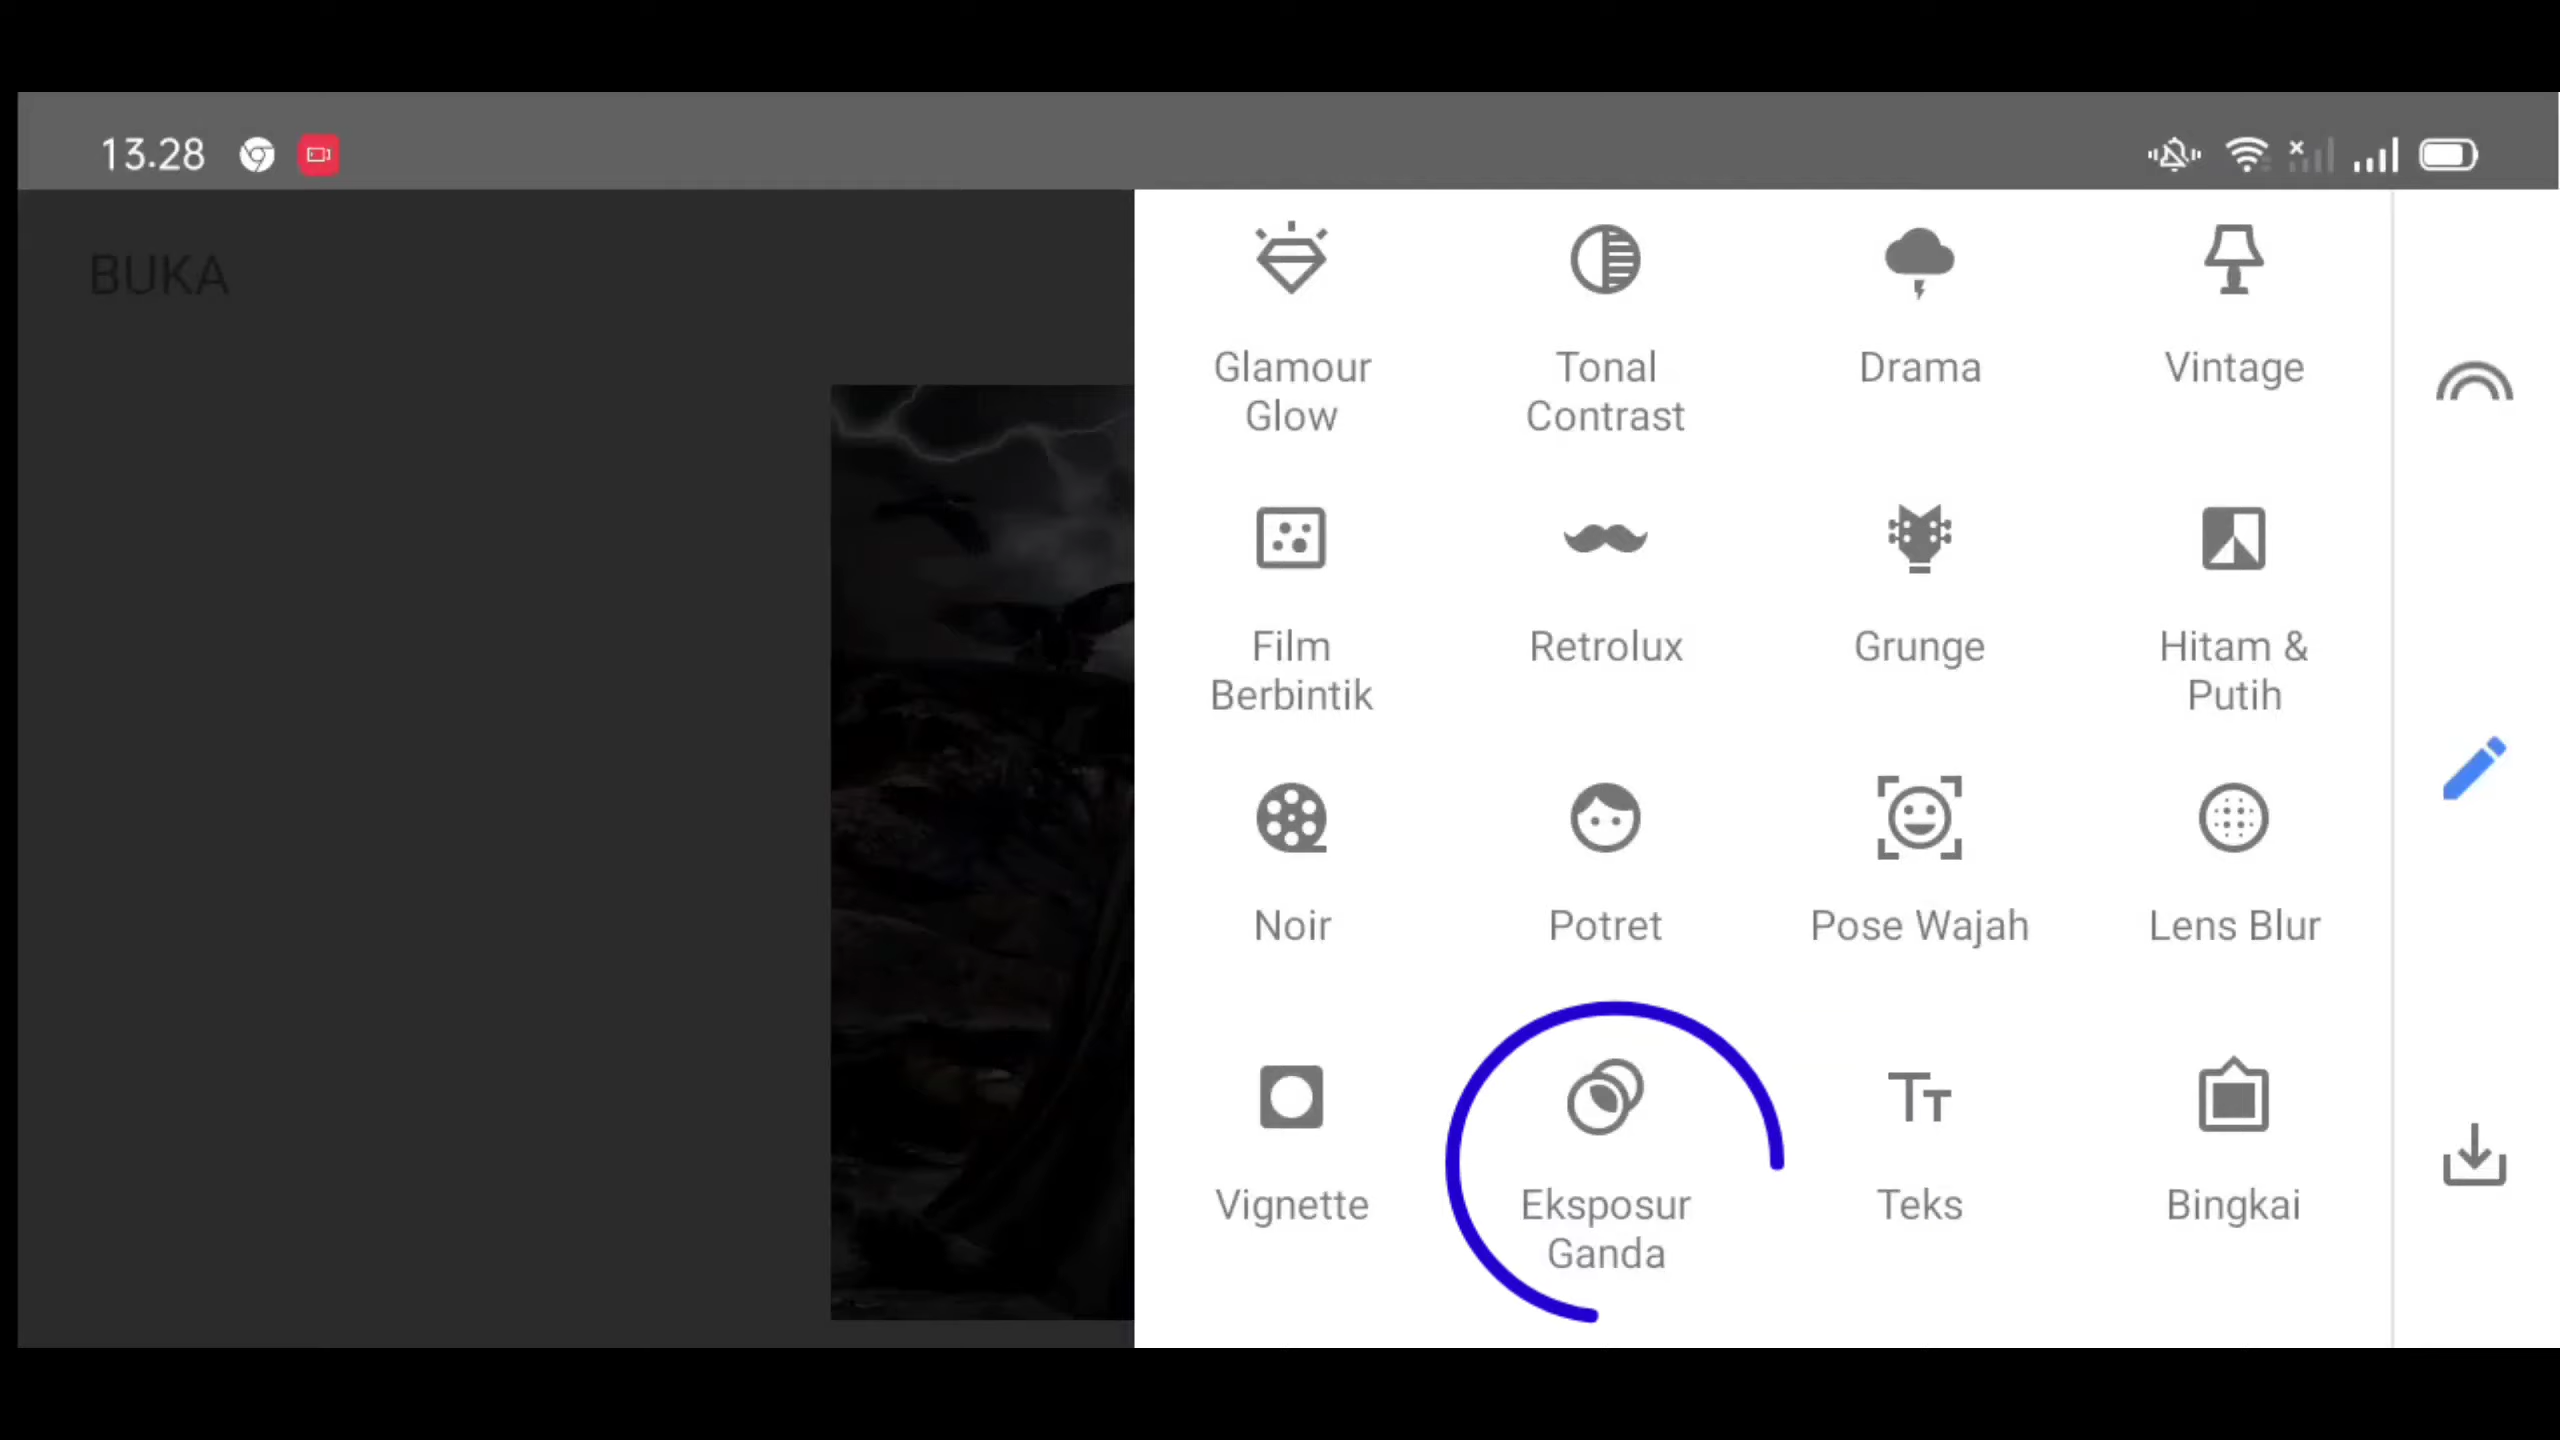 13.28
BUKA
Glamour
Glow
Tonal
Contrast
Drama
Vintage
Film
Berbintik
Retrolux
Grunge
Hitam &
Putih
Noir
Potret
Pose Wajah
Lens Blur
Vignette
Eksposur
Ganda
Teks
Bingkai